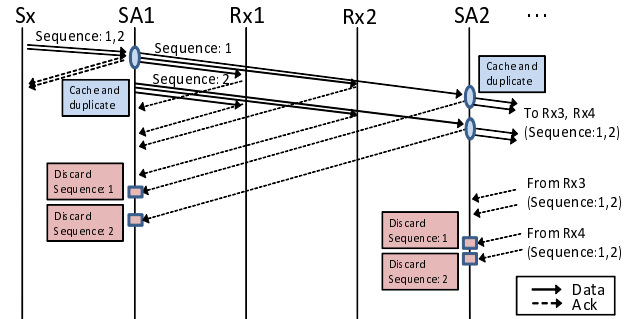 Sx SA1 Rx1 Rx2 SA2 ...
Sequence: 1,2
Sequence: 1
Sequence: 2
Cache and
duplicate
Cache and
duplicate
To Rx3, Rx4
(Sequence:1,2)
Discard
Sequence: 1
Discard
Sequence: 2
From Rx3
(Sequence:1,2)
Discard
Sequence: 1
From Rx4
(Sequence:1,2)
Discard
Sequence: 2
Data
Ack